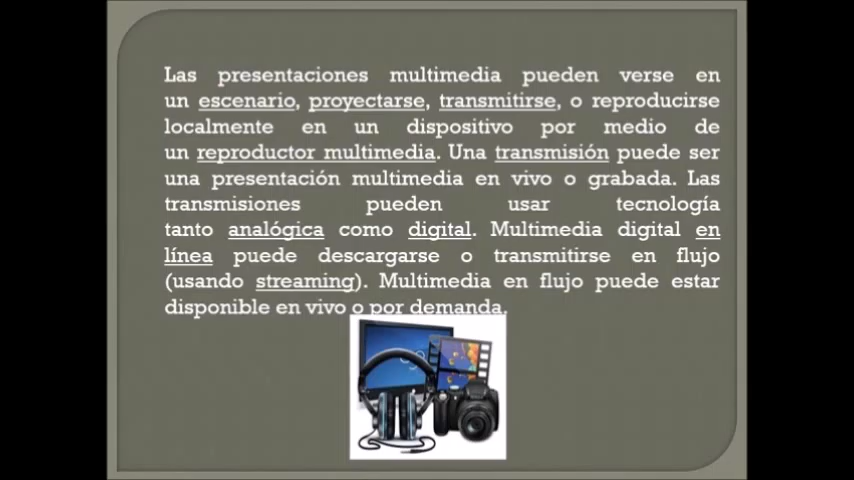 Las presentaciones multimedia pueden verse en
un escenario, proyectarse, transmitirse, o reproducirse
localmente en un dispositivo por medio de
un reproductor multimedia. Una transmisión puede ser
una presentación multimedia en vivo o grabada. Las
transmisiones pueden usar tecnología
tanto analógica como digital. Multimedia digital en
línea puede descargarse o transmitirse en flujo
(usando streaming). Multimedia en flujo puede estar
disponible en vivo o por demanda.